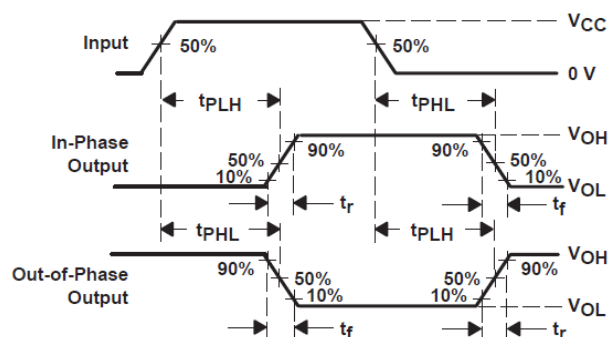 Input
50%
50%
VCC
0 V
tPLH
tPHL
In-Phase
Output
50%
10%
90%
90%
50%
10%
VOH
VOL
tr
tf
tPHL
tPLH
Out-of-Phase
Output
90%
50%
10%
50%
10%
90%
VOH
VOL
tf
tr